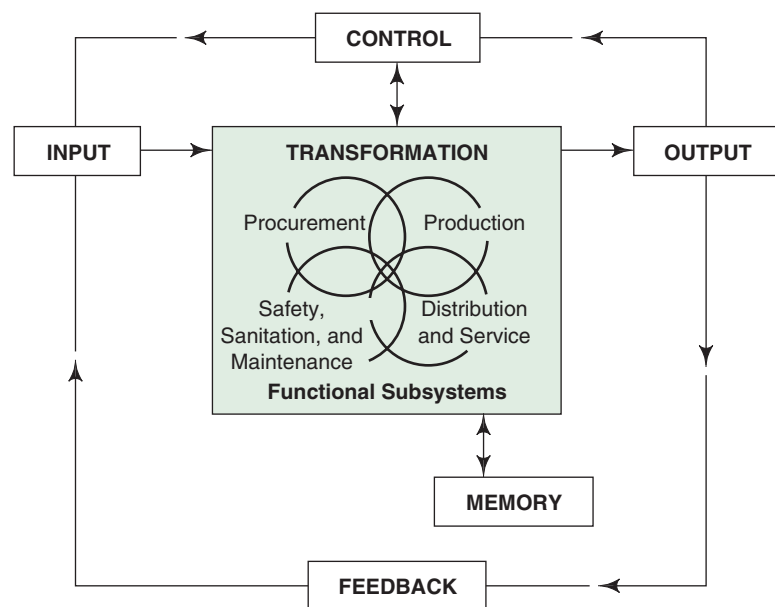 CONTROL
INPUT
TRANSFORMATION
OUTPUT
Procurement
Production
Safety,
Sanitation, and
Maintenance
Distribution
and Service
Functional Subsystems
MEMORY
FEEDBACK